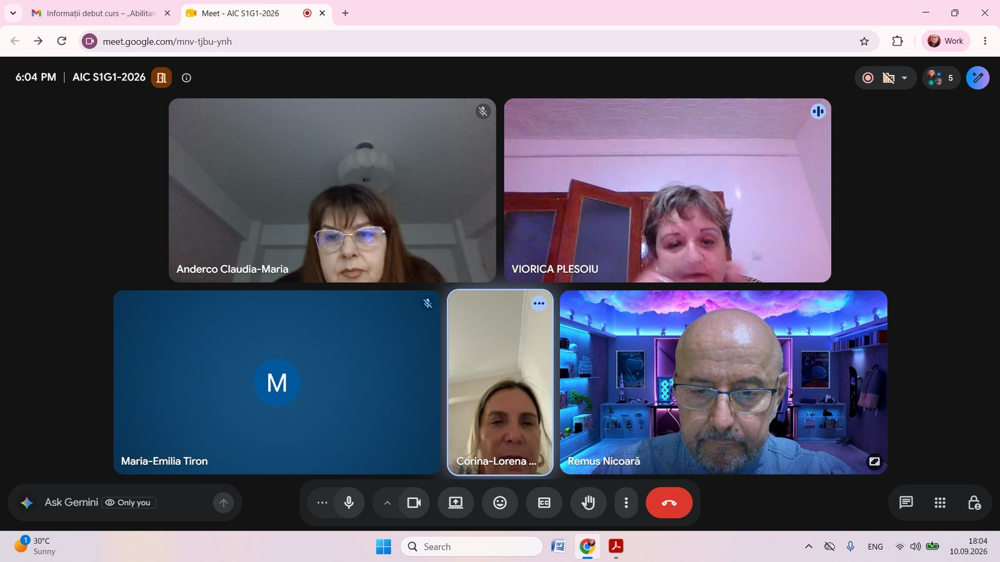 Informații debut curs – „Abilitare
Meet - AIC S1G1-2026
meet.google.com/mnv-tjbu-ynh
Work
6:04 PM | AIC S1G1-2026
5
Anderco Claudia-Maria
VIORICA PLESOIU
M
Maria-Emilia Tiron
Corina-Lorena ...
Remus Nicoară
Ask Gemini
Only you
1
30°C
Sunny
Search
ENG
18:04
10.09.2026